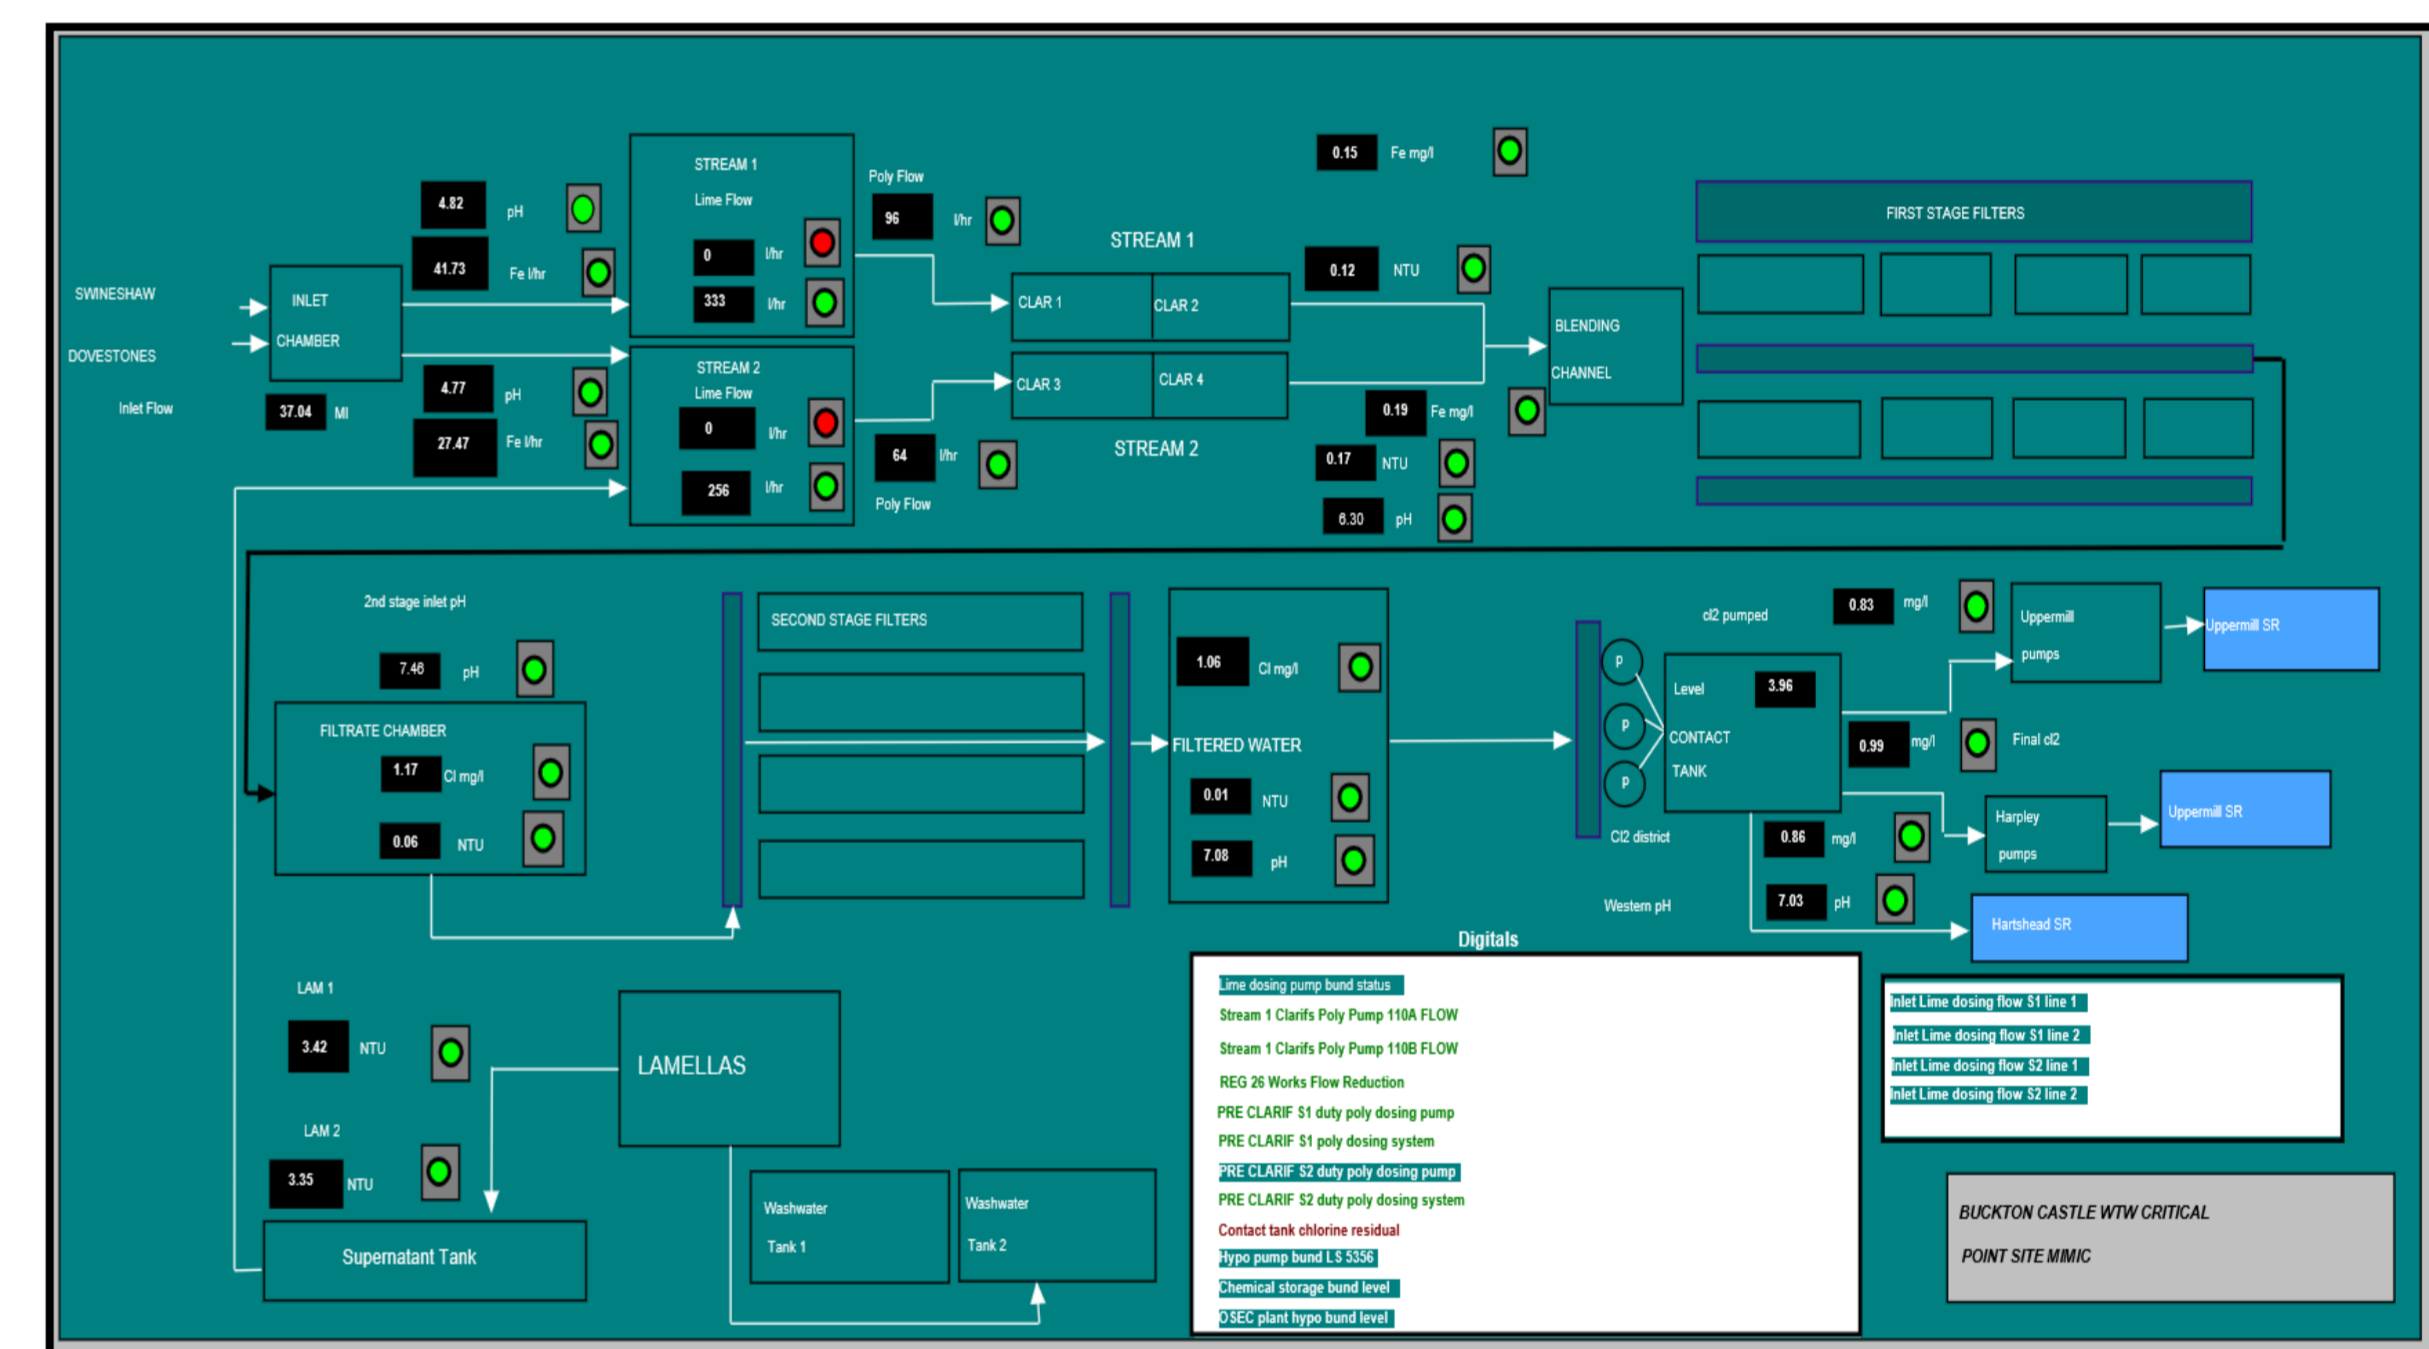 0.15 Fe mg/l
STREAM 1
Lime Flow
Poly Flow
4.82 pH
96 l/hr
FIRST STAGE FILTERS
41.73 Fe l/hr
0 l/hr
STREAM 1
0.12 NTU
SWINESHAW
INLET
CHAMBER
333 l/hr
CLAR 1
CLAR 2
BLENDING
CHANNEL
DOVESTONES
4.77 pH
STREAM 2
Lime Flow
CLAR 3
CLAR 4
Inlet Flow
37.04 Ml
27.47 Fe l/hr
0 l/hr
0.19 Fe mg/l
STREAM 2
64 l/hr
0.17 NTU
256 l/hr
Poly Flow
6.30 pH
2nd stage inlet pH
7.46 pH
FILTRATE CHAMBER
1.17 Cl mg/l
0.06 NTU
SECOND STAGE FILTERS
1.06 Cl mg/l
FILTERED WATER
0.01 NTU
7.08 pH
cl2 pumped
0.83 mg/l
Uppermill
pumps
Uppermill SR
P
P
P
Level
3.96
CONTACT
TANK
0.99 mg/l
Final cl2
Cl2 district
0.86 mg/l
Harpley
pumps
Uppermill SR
Western pH
7.03 pH
Hartshead SR
LAM 1
3.42 NTU
LAM 2
3.35 NTU
LAMELLAS
Washwater
Tank 1
Washwater
Tank 2
Supernatant Tank
Digitals
Lime dosing pump bund status
Stream 1 Clarifs Poly Pump 110A FLOW
Stream 1 Clarifs Poly Pump 110B FLOW
REG 26 Works Flow Reduction
PRE CLARIF S1 duty poly dosing pump
PRE CLARIF S1 poly dosing system
PRE CLARIF S2 duty poly dosing pump
PRE CLARIF S2 duty poly dosing system
Contact tank chlorine residual
Hypo pump bund LS 5356
Chemical storage bund level
OSEC plant hypo bund level
Inlet Lime dosing flow S1 line 1
Inlet Lime dosing flow S1 line 2
Inlet Lime dosing flow S2 line 1
Inlet Lime dosing flow S2 line 2
BUCKTON CASTLE WTW CRITICAL
POINT SITE MIMIC